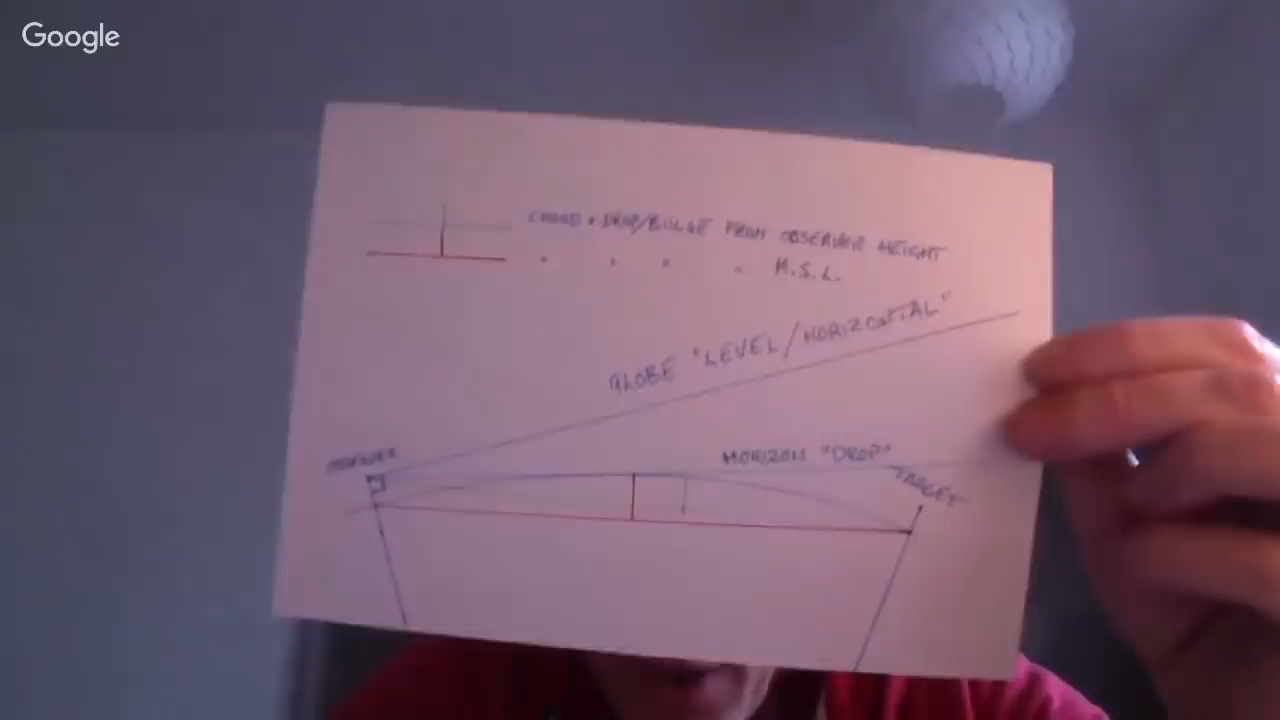 Google
CHORD + DROP/BULGE FROM OBSERVER HEIGHT
" " " " M.S.L.
GLOBE "LEVEL/HORIZONTAL"
OBSERVER
HORIZON "DROP"
TARGET